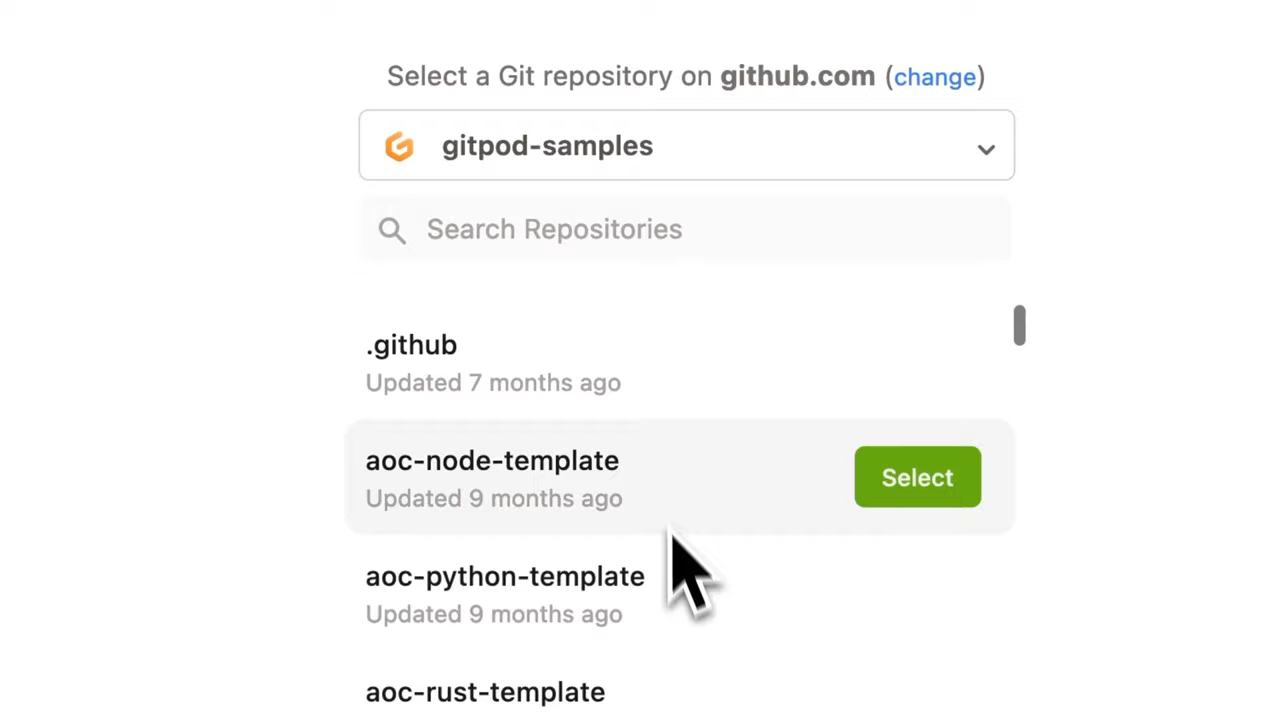 Select a Git repository on github.com (change)
gitpod-samples
Search Repositories
.github
Updated 7 months ago
aoc-node-template
Updated 9 months ago
Select
aoc-python-template
Updated 9 months ago
aoc-rust-template